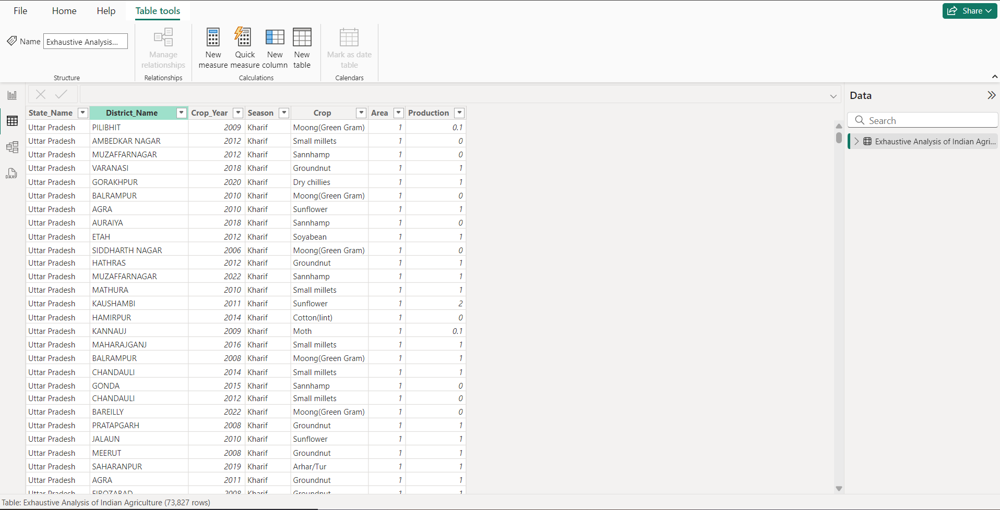 File Home Help Table tools Share
Name Exhaustive Analysis...
Manage relationships
New measure
Quick measure
New column
New table
Mark as date table
Structure Relationships Calculations Calendars
Data
Search
Exhaustive Analysis of Indian Agri...
DAX
State_Name District_Name Crop_Year Season Crop Area Production
Uttar Pradesh PILIBHIT 2009 Kharif Moong(Green Gram) 1 0.1
Uttar Pradesh AMBEDKAR NAGAR 2012 Kharif Small millets 1 0
Uttar Pradesh MUZAFFARNAGAR 2012 Kharif Sannhamp 1 0
Uttar Pradesh VARANASI 2018 Kharif Groundnut 1 1
Uttar Pradesh GORAKHPUR 2020 Kharif Dry chillies 1 1
Uttar Pradesh BALRAMPUR 2010 Kharif Moong(Green Gram) 1 0
Uttar Pradesh AGRA 2010 Kharif Sunflower 1 1
Uttar Pradesh AURAIYA 2018 Kharif Sannhamp 1 0
Uttar Pradesh ETAH 2012 Kharif Soyabean 1 1
Uttar Pradesh SIDDHARTH NAGAR 2006 Kharif Moong(Green Gram) 1 0
Uttar Pradesh HATHRAS 2012 Kharif Groundnut 1 1
Uttar Pradesh MUZAFFARNAGAR 2022 Kharif Sannhamp 1 1
Uttar Pradesh MATHURA 2010 Kharif Small millets 1 1
Uttar Pradesh KAUSHAMBI 2011 Kharif Sunflower 1 2
Uttar Pradesh HAMIRPUR 2014 Kharif Cotton(lint) 1 0
Uttar Pradesh KANNAUJ 2009 Kharif Moth 1 0.1
Uttar Pradesh MAHARAJGANJ 2016 Kharif Small millets 1 1
Uttar Pradesh BALRAMPUR 2008 Kharif Moong(Green Gram) 1 1
Uttar Pradesh CHANDAULI 2014 Kharif Small millets 1 1
Uttar Pradesh GONDA 2015 Kharif Sannhamp 1 0
Uttar Pradesh CHANDAULI 2012 Kharif Small millets 1 0
Uttar Pradesh BAREILLY 2022 Kharif Moong(Green Gram) 1 0
Uttar Pradesh PRATAPGARH 2008 Kharif Groundnut 1 1
Uttar Pradesh JALAUN 2010 Kharif Sunflower 1 1
Uttar Pradesh MEERUT 2008 Kharif Groundnut 1 1
Uttar Pradesh SAHARANPUR 2019 Kharif Arhar/Tur 1 1
Uttar Pradesh AGRA 2011 Kharif Groundnut 1 1
Uttar Pradesh FIROZABAD 2008 Kharif Groundnut 1 1
Table: Exhaustive Analysis of Indian Agriculture (73,827 rows)